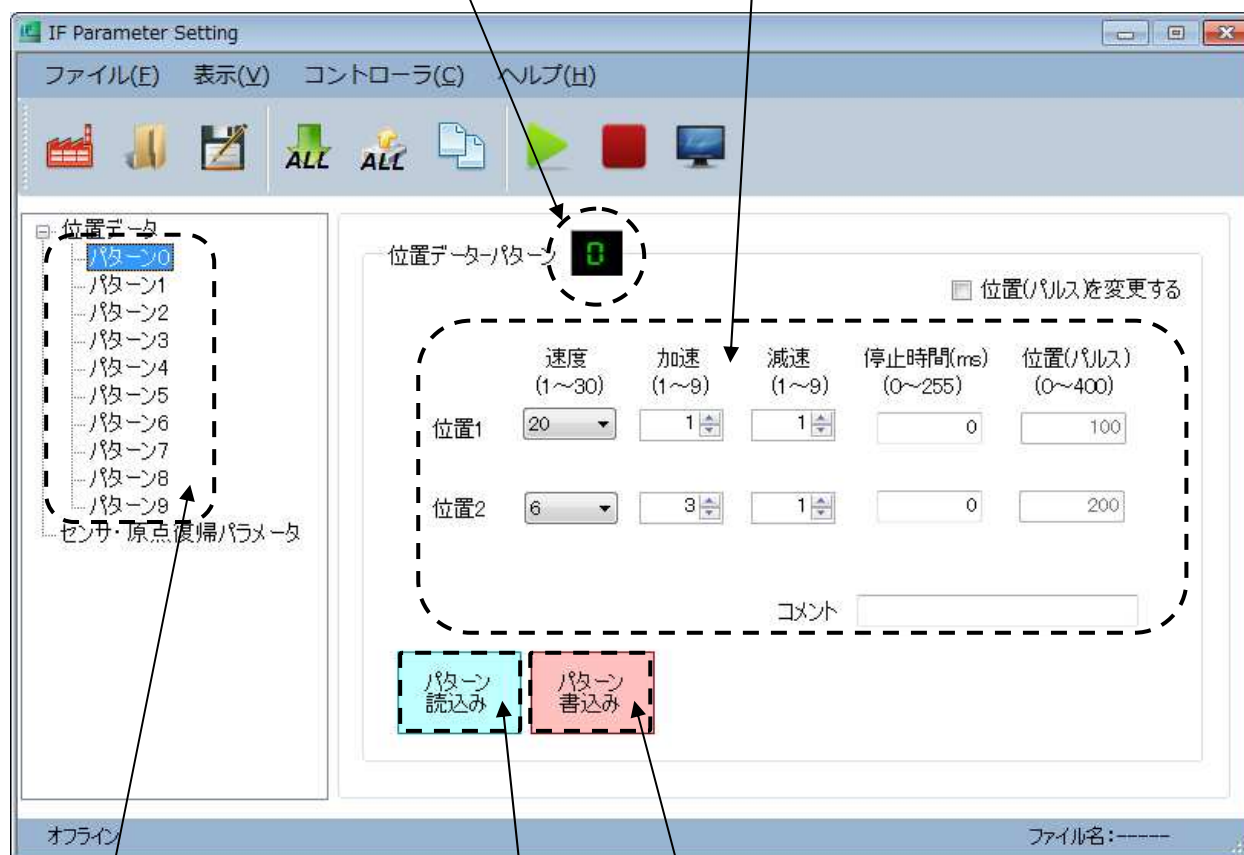 IF Parameter Setting
ファイル(F) 表示(V) コントローラ(C) ヘルプ(H)
ALL ALL
位置データ
パターン0
パターン1
パターン2
パターン3
パターン4
パターン5
パターン6
パターン7
パターン8
パターン9
センサ・原点復帰パラメータ
位置データーパターン 0
位置(パルス)を変更する
速度 加速 減速 停止時間(ms) 位置(パルス)
(1～30) (1～9) (1～9) (0～255) (0～400)
位置1 20 1 1 0 100
位置2 6 3 1 0 200
コメント
パターン
読込み
パターン
書込み
オフライン ファイル名:-----